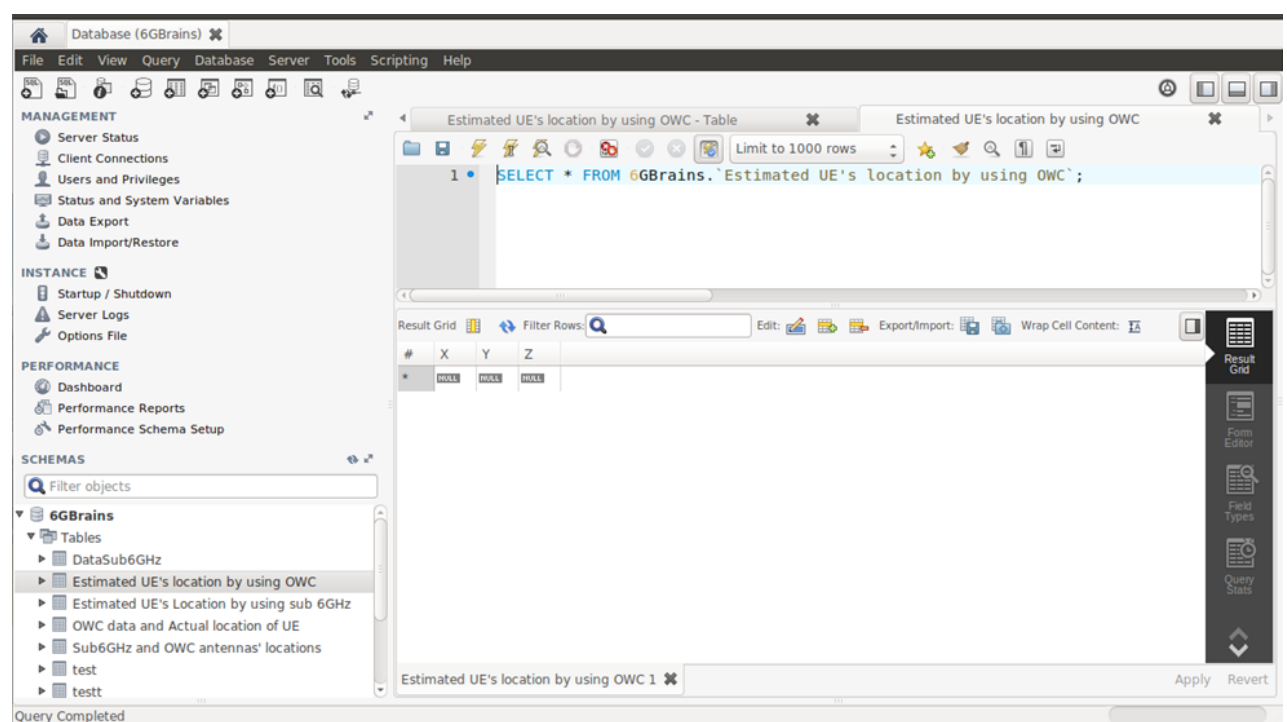 Database (6GBrains)
File Edit View Query Database Server Tools Scripting Help
MANAGEMENT
Server Status
Client Connections
Users and Privileges
Status and System Variables
Data Export
Data Import/Restore
INSTANCE
Startup / Shutdown
Server Logs
Options File
PERFORMANCE
Dashboard
Performance Reports
Performance Schema Setup
SCHEMAS
Filter objects
6GBrains
Tables
DataSub6GHz
Estimated UE's location by using OWC
Estimated UE's Location by using sub 6GHz
OWC data and Actual location of UE
Sub6GHz and OWC antennas' locations
test
testt
Estimated UE's location by using OWC - Table
Estimated UE's location by using OWC
Limit to 1000 rows
1 SELECT * FROM 6GBrains.`Estimated UE's location by using OWC`;
Result Grid Filter Rows: Edit: Export/Import: Wrap Cell Content:
# X Y Z
* NULL NULL NULL
Result
Grid
Form
Editor
Field
Types
Query
Stats
Estimated UE's location by using OWC 1
Apply Revert
Query Completed